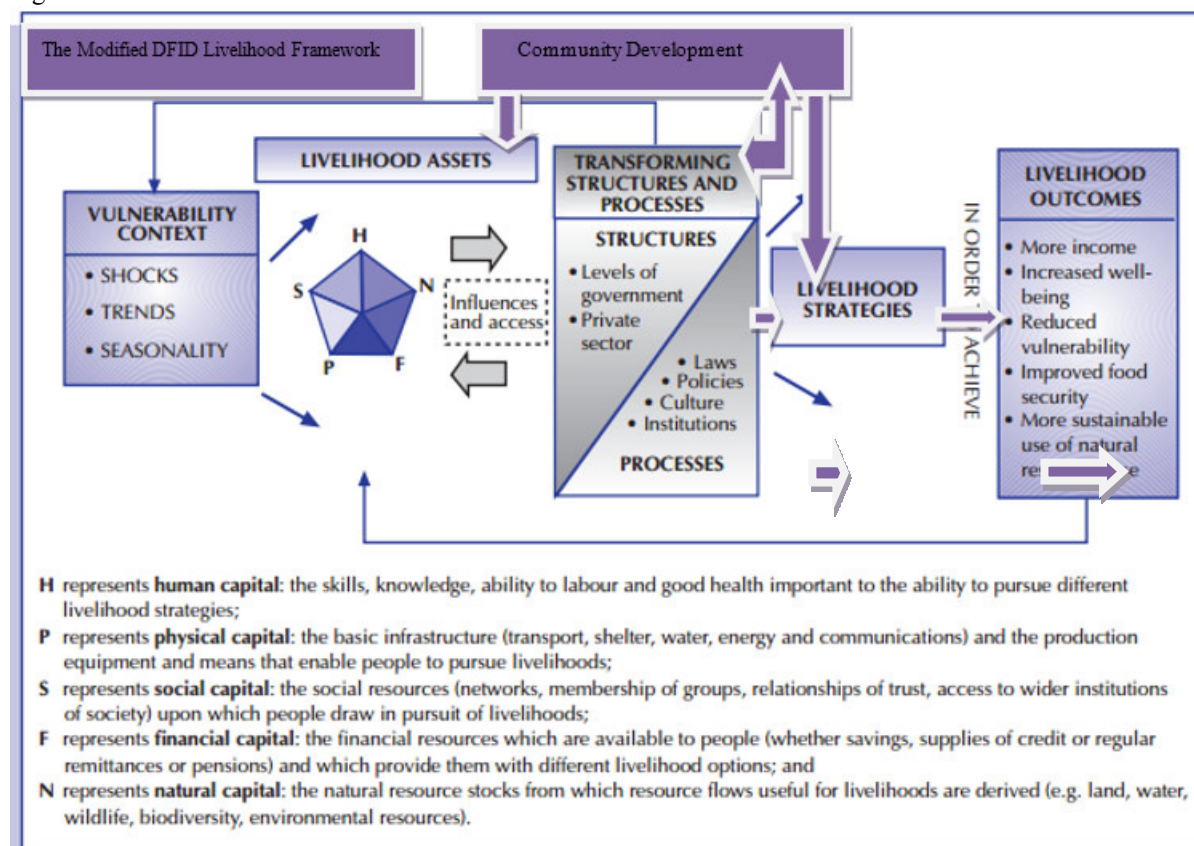 The Modified DFID Livelihood Framework
Community Development
LIVELIHOOD ASSETS
VULNERABILITY
CONTEXT
• SHOCKS
• TRENDS
• SEASONALITY
H
S
N
P
F
Influences
and access
TRANSFORMING
STRUCTURES AND
PROCESSES
STRUCTURES
• Levels of
government
• Private
sector
• Laws
• Policies
• Culture
• Institutions
PROCESSES
LIVELIHOOD
STRATEGIES
IN ORDER ACHIEVE
LIVELIHOOD
OUTCOMES
• More income
• Increased well-
being
• Reduced
vulnerability
• Improved food
security
• More sustainable
use of natural
H represents human capital: the skills, knowledge, ability to labour and good health important to the ability to pursue different
livelihood strategies;
P represents physical capital: the basic infrastructure (transport, shelter, water, energy and communications) and the production
equipment and means that enable people to pursue livelihoods;
S represents social capital: the social resources (networks, membership of groups, relationships of trust, access to wider institutions
of society) upon which people draw in pursuit of livelihoods;
F represents financial capital: the financial resources which are available to people (whether savings, supplies of credit or regular
remittances or pensions) and which provide them with different livelihood options; and
N represents natural capital: the natural resource stocks from which resource flows useful for livelihoods are derived (e.g. land, water,
wildlife, biodiversity, environmental resources).